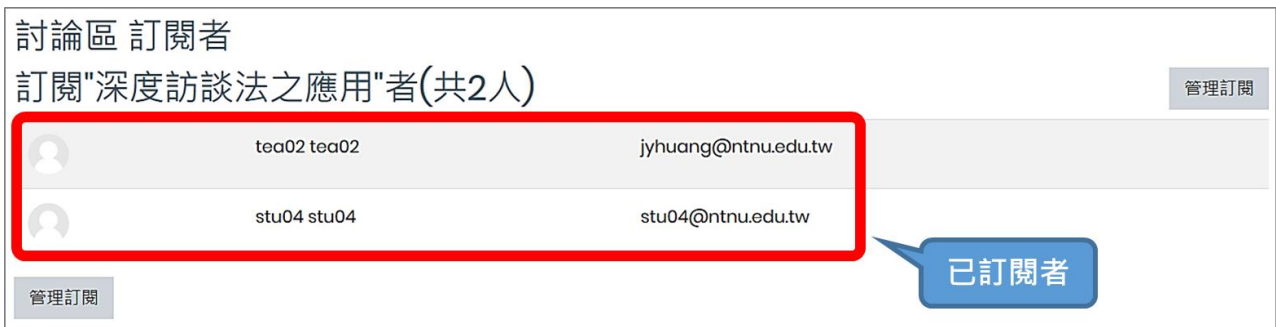 討論區 訂閱者
訂閱"深度訪談法之應用"者(共2人)
管理訂閱
tea02 tea02 jyhuang@ntnu.edu.tw
stu04 stu04 stu04@ntnu.edu.tw
已訂閱者
管理訂閱